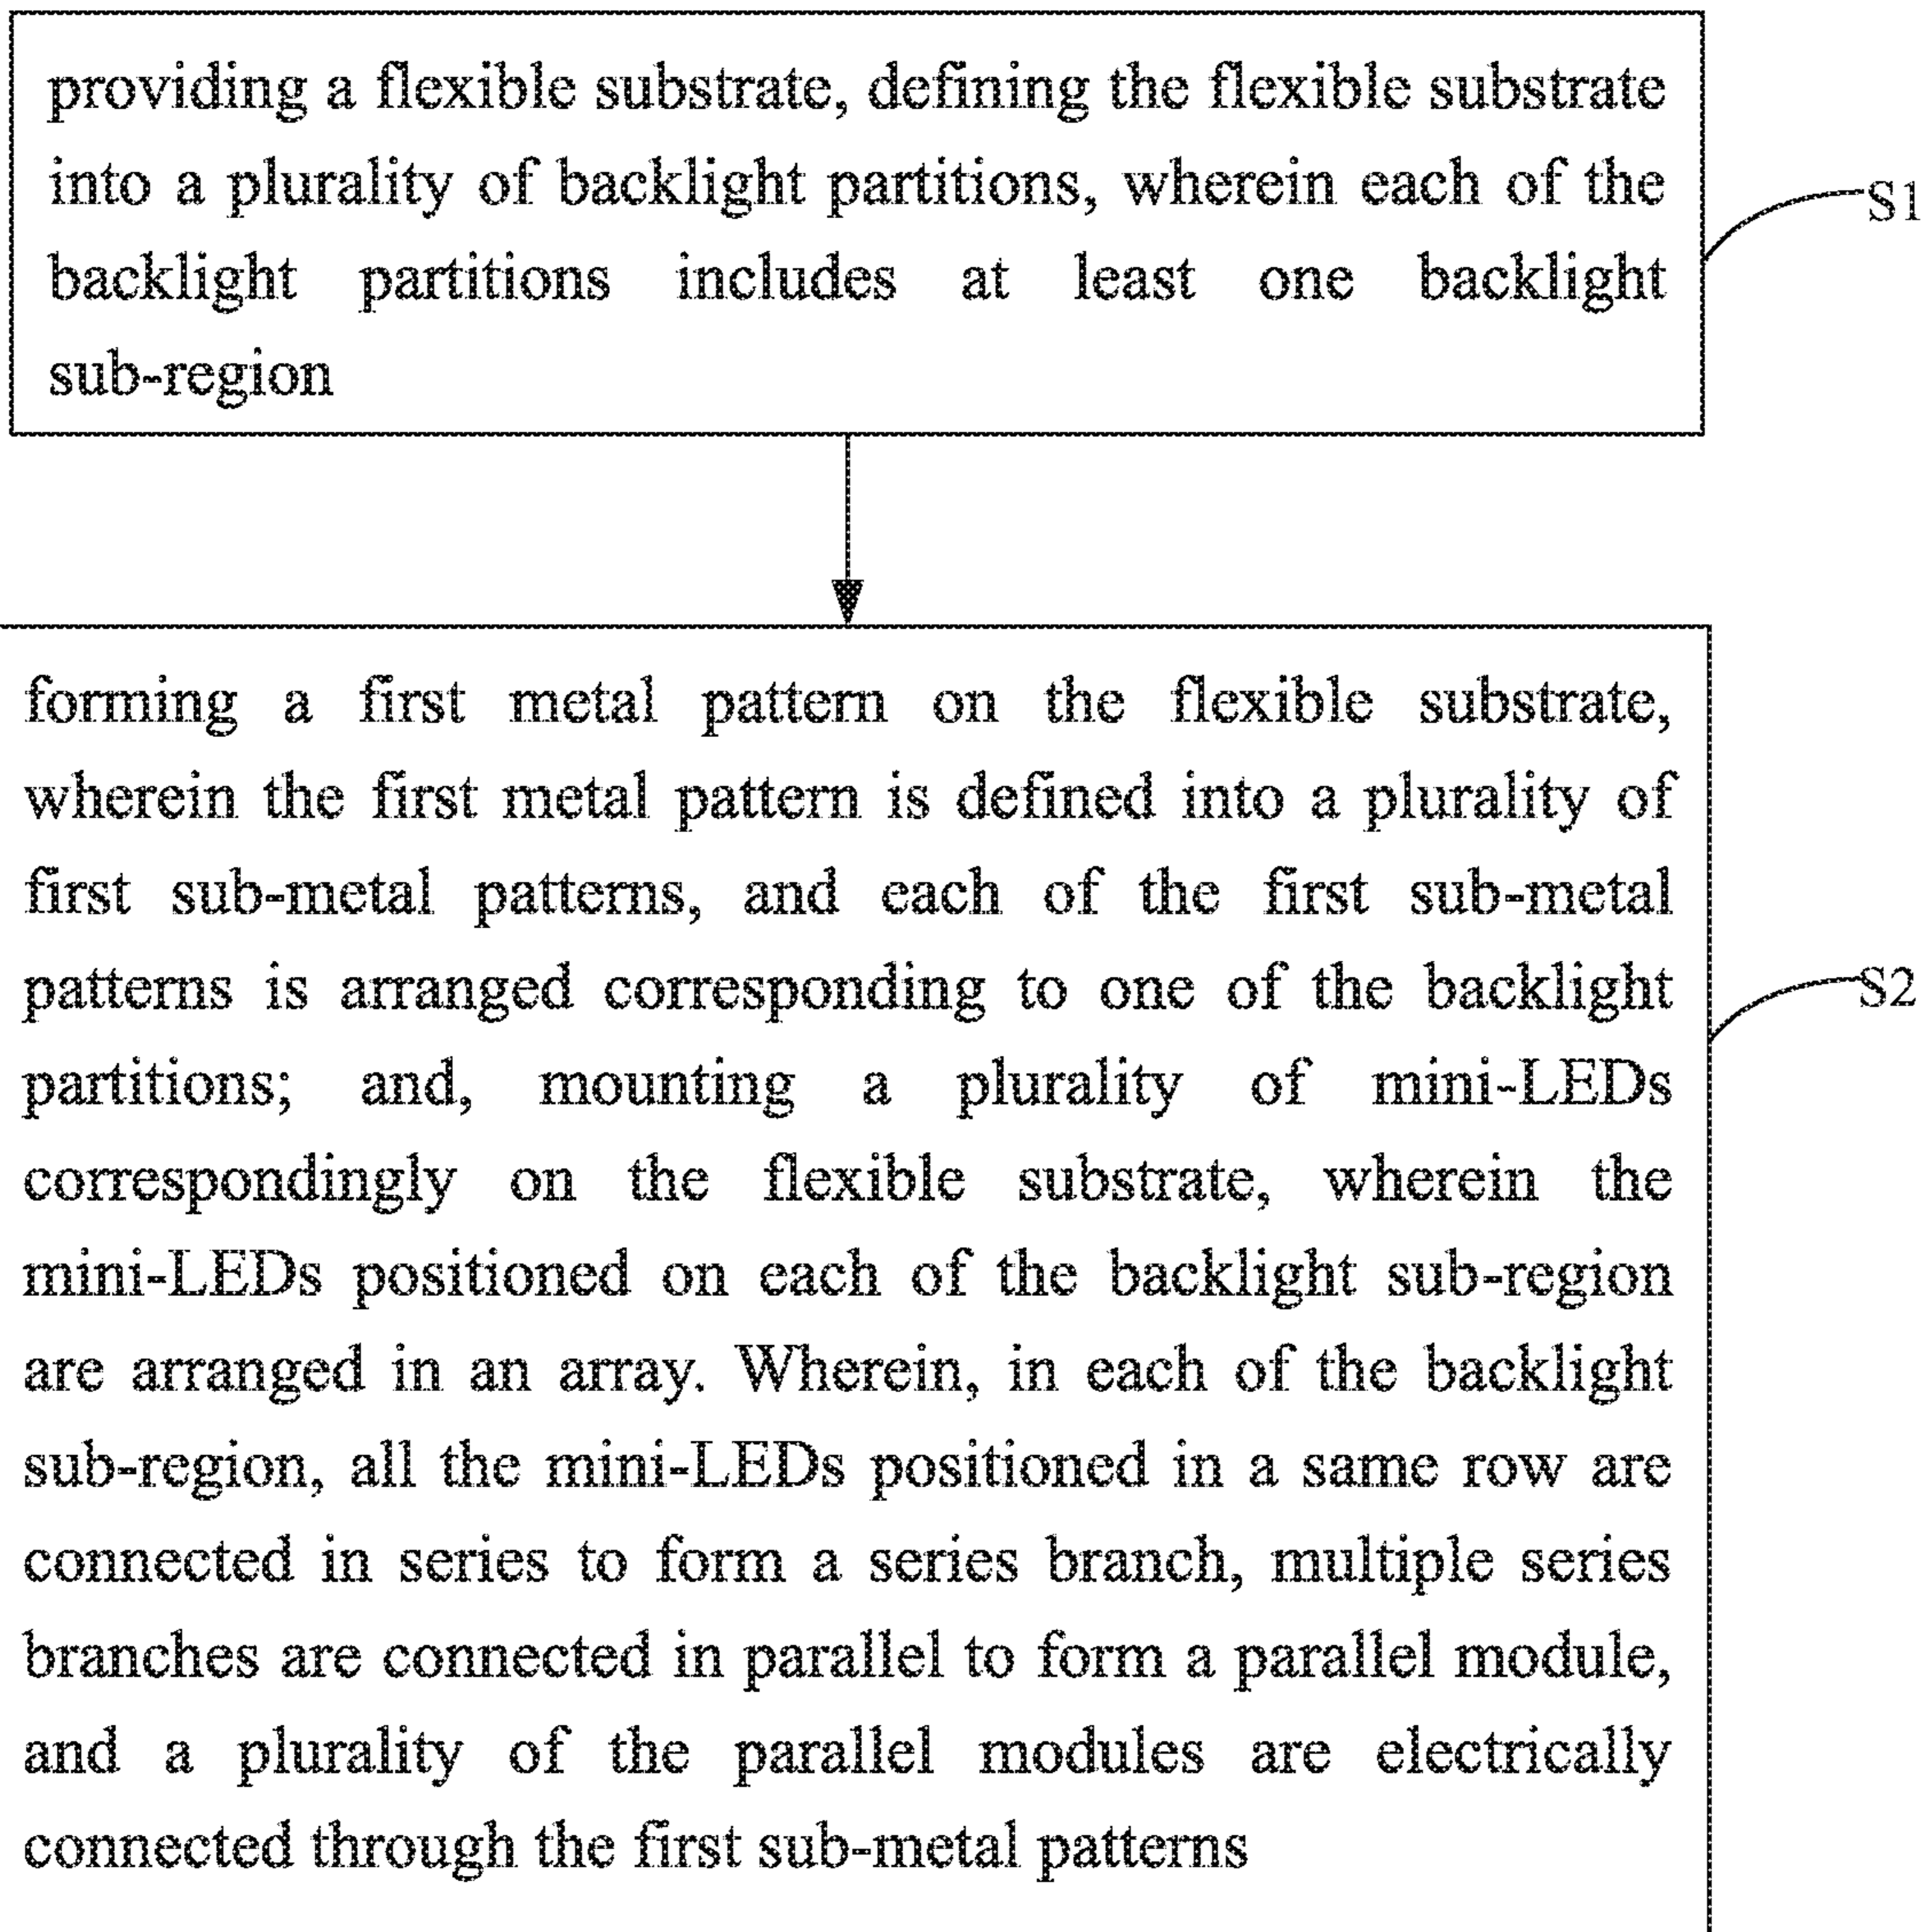 providing a flexible substrate, defining the flexible substrate
into a plurality of backlight partitions, wherein each of the
backlight partitions includes at least one backlight
sub-region
S1
forming a first metal pattern on the flexible substrate,
wherein the first metal pattern is defined into a plurality of
first sub-metal patterns, and each of the first sub-metal
patterns is arranged corresponding to one of the backlight
partitions; and, mounting a plurality of mini-LEDs
correspondingly on the flexible substrate, wherein the
mini-LEDs positioned on each of the backlight sub-region
are arranged in an array. Wherein, in each of the backlight
sub-region, all the mini-LEDs positioned in a same row are
connected in series to form a series branch, multiple series
branches are connected in parallel to form a parallel module,
and a plurality of the parallel modules are electrically
connected through the first sub-metal patterns
S2